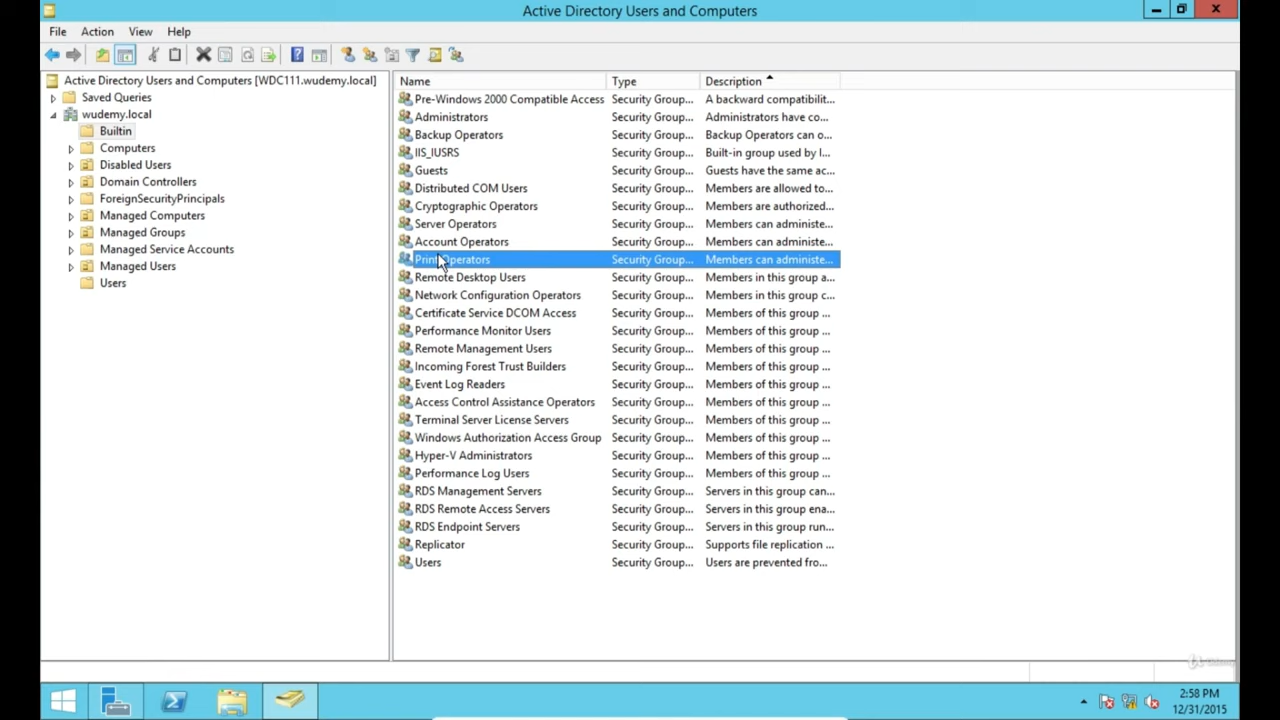 Active Directory Users and Computers
File Action View Help
Active Directory Users and Computers [WDC111.wudemy.local]
Saved Queries
wudemy.local
Builtin
Computers
Disabled Users
Domain Controllers
ForeignSecurityPrincipals
Managed Computers
Managed Groups
Managed Service Accounts
Managed Users
Users
Name Type Description
Pre-Windows 2000 Compatible Access Security Group... A backward compatibilit...
Administrators Security Group... Administrators have co...
Backup Operators Security Group... Backup Operators can o...
IIS_IUSRS Security Group... Built-in group used by I...
Guests Security Group... Guests have the same ac...
Distributed COM Users Security Group... Members are allowed to...
Cryptographic Operators Security Group... Members are authorized...
Server Operators Security Group... Members can administe...
Account Operators Security Group... Members can administe...
Print Operators Security Group... Members can administe...
Remote Desktop Users Security Group... Members in this group a...
Network Configuration Operators Security Group... Members in this group c...
Certificate Service DCOM Access Security Group... Members of this group ...
Performance Monitor Users Security Group... Members of this group ...
Remote Management Users Security Group... Members of this group ...
Incoming Forest Trust Builders Security Group... Members of this group ...
Event Log Readers Security Group... Members of this group ...
Access Control Assistance Operators Security Group... Members of this group ...
Terminal Server License Servers Security Group... Members of this group ...
Windows Authorization Access Group Security Group... Members of this group ...
Hyper-V Administrators Security Group... Members of this group ...
Performance Log Users Security Group... Members of this group ...
RDS Management Servers Security Group... Servers in this group can...
RDS Remote Access Servers Security Group... Servers in this group ena...
RDS Endpoint Servers Security Group... Servers in this group run...
Replicator Security Group... Supports file replication ...
Users Security Group... Users are prevented fro...
2:58 PM
12/31/2015